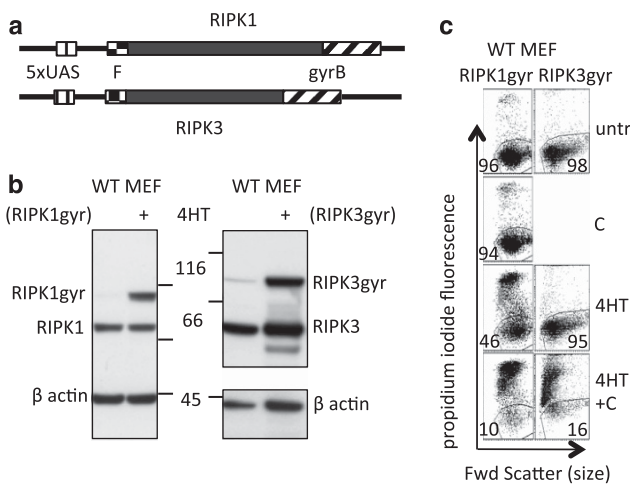 a
RIPK1
5xUAS F gyrB
RIPK3
b
WT MEF WT MEF
(RIPK1gyr) + 4HT + (RIPK3gyr)
116
RIPK1gyr RIPK3gyr
RIPK1 66 RIPK3
β actin 45 β actin
c
WT MEF
RIPK1gyr RIPK3gyr
untr
96 98
C
94
4HT
46 95
4HT
+C
10 16
propidium iodide fluorescence
Fwd Scatter (size)